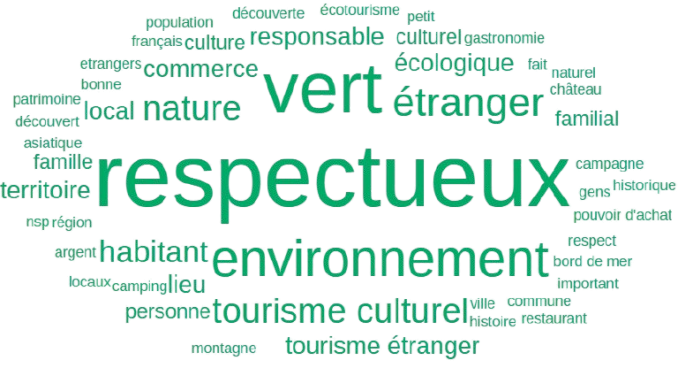 découverte écotourisme petit
population
français culture responsable culturel gastronomie
etrangers commerce vert écologique fait naturel
bonne château
patrimoine local nature étranger familial
découvert
asiatique
famille respectueux campagne
territoire gens historique
nsp région pouvoir d'achat
argent habitant environnement respect
bord de mer
locaux camping lieu important
personne tourisme culturel ville commune
histoire restaurant
montagne tourisme étranger